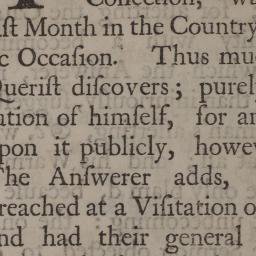 Collection,
ſt Month in the Country
c Occaſion. Thus mu
Queriſt diſcovers; purel
ation of himſelf, for an
pon it publicly, howe
The Anſwerer adds,
reached at a Viſitation o
nd had their general